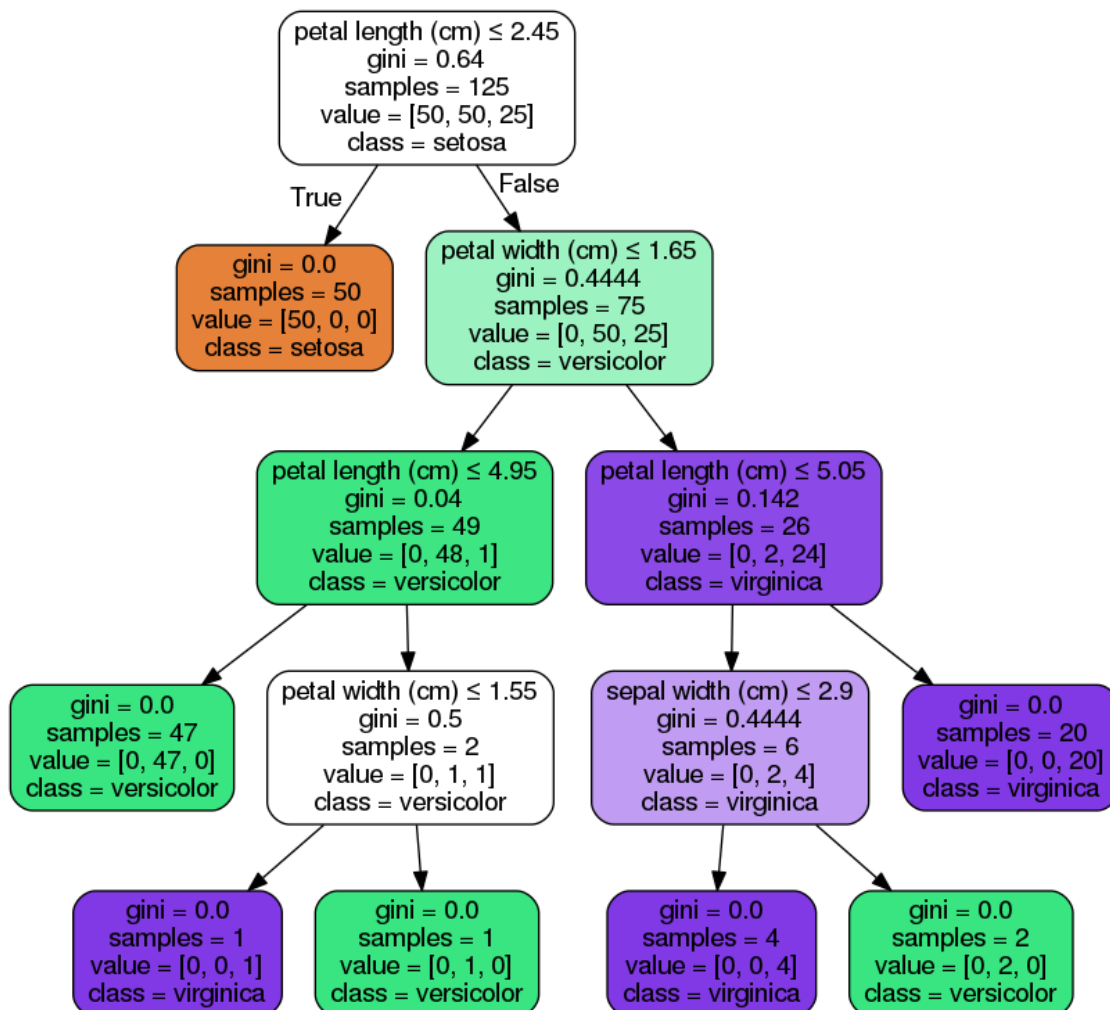 petal length (cm) ≤ 2.45
gini = 0.64
samples = 125
value = [50, 50, 25]
class = setosa
True
False
gini = 0.0
samples = 50
value = [50, 0, 0]
class = setosa
petal width (cm) ≤ 1.65
gini = 0.4444
samples = 75
value = [0, 50, 25]
class = versicolor
petal length (cm) ≤ 4.95
gini = 0.04
samples = 49
value = [0, 48, 1]
class = versicolor
petal length (cm) ≤ 5.05
gini = 0.142
samples = 26
value = [0, 2, 24]
class = virginica
gini = 0.0
samples = 47
value = [0, 47, 0]
class = versicolor
petal width (cm) ≤ 1.55
gini = 0.5
samples = 2
value = [0, 1, 1]
class = versicolor
sepal width (cm) ≤ 2.9
gini = 0.4444
samples = 6
value = [0, 2, 4]
class = virginica
gini = 0.0
samples = 20
value = [0, 0, 20]
class = virginica
gini = 0.0
samples = 1
value = [0, 0, 1]
class = virginica
gini = 0.0
samples = 1
value = [0, 1, 0]
class = versicolor
gini = 0.0
samples = 4
value = [0, 0, 4]
class = virginica
gini = 0.0
samples = 2
value = [0, 2, 0]
class = versicolor